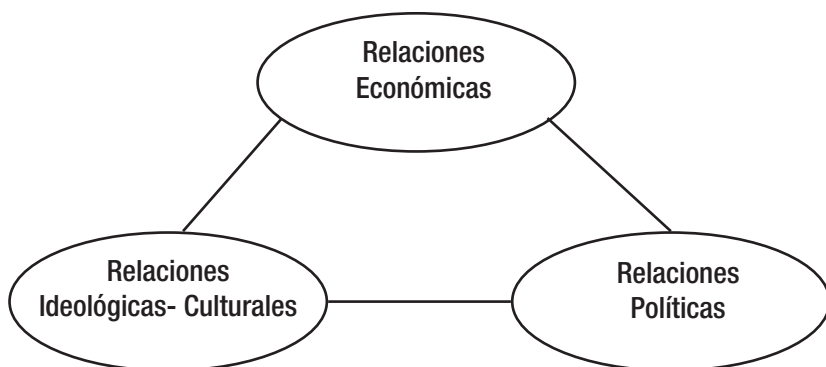 Relaciones
Económicas
Relaciones
Ideológicas- Culturales
Relaciones
Políticas